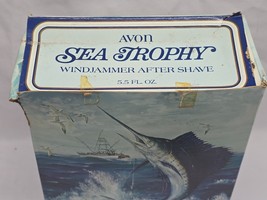 AVON
SEA TROPHY
WINDJAMMER AFTER SHAVE
5.5 FL. OZ